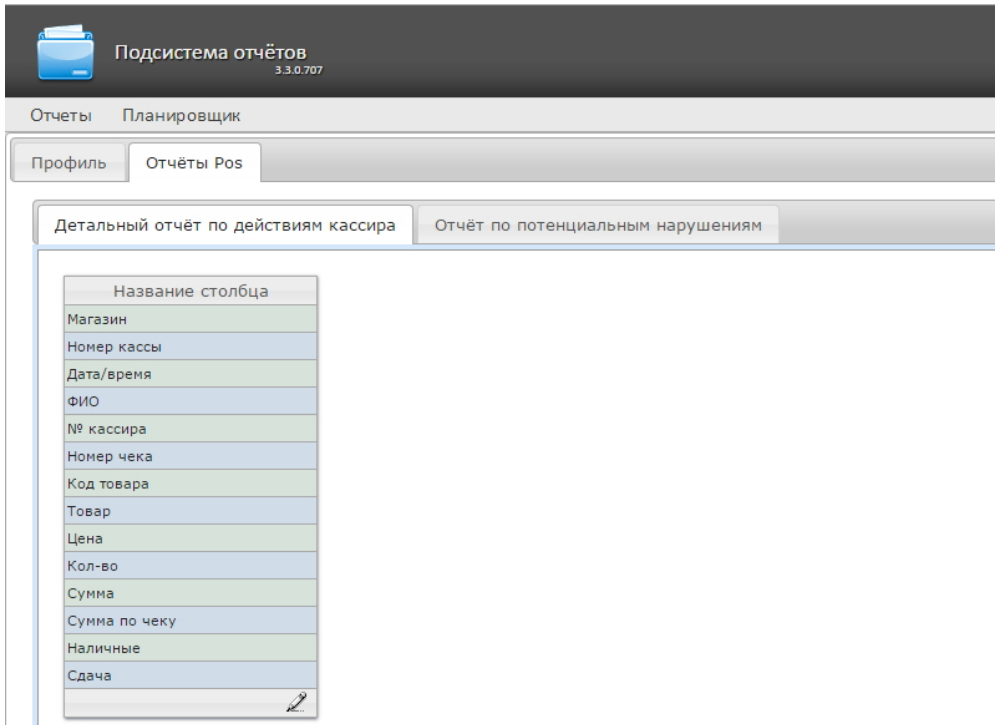 Подсистема отчётов
3.3.0.707
Отчеты Планировщик
Профиль Отчёты Pos
Детальный отчёт по действиям кассира Отчёт по потенциальным нарушениям
Название столбца
Магазин
Номер кассы
Дата/время
ФИО
№ кассира
Номер чека
Код товара
Товар
Цена
Кол-во
Сумма
Сумма по чеку
Наличные
Сдача